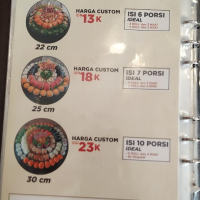 HARGA CUSTOM
13K
ISI 6 PORSI
IDEAL
22 cm
HARGA CUSTOM
18K
ISI 7 PORSI
IDEAL
25 cm
HARGA CUSTOM
23K
ISI 10 PORSI
IDEAL
30 cm